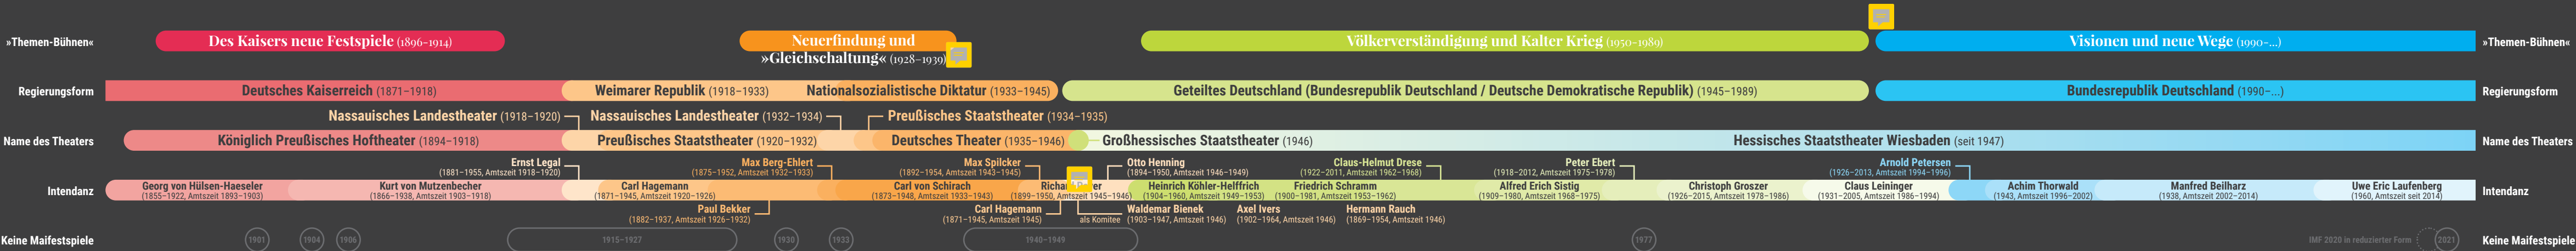 »Themen-Bühnen«
Des Kaisers neue Festspiele (1896-1914)
Neuerfindung und
»Gleichschaltung« (1928–1939)
Völkerverständigung und Kalter Krieg (1950-1989)
Visionen und neue Wege (1990-...)
»Themen-Bühnen«
Regierungsform
Deutsches Kaiserreich (1871–1918)
Weimarer Republik (1918–1933)
Nationalsozialistische Diktatur (1933–1945)
Geteiltes Deutschland (Bundesrepublik Deutschland / Deutsche Demokratische Republik) (1945–1989)
Bundesrepublik Deutschland (1990–...)
Regierungsform
Nassauisches Landestheater (1918–1920)
Nassauisches Landestheater (1932–1934)
Preußisches Staatstheater (1934–1935)
Name des Theaters
Königlich Preußisches Hoftheater (1894–1918)
Preußisches Staatstheater (1920–1932)
Deutsches Theater (1935–1946)
Großhessisches Staatstheater (1946)
Hessisches Staatstheater Wiesbaden (seit 1947)
Name des Theaters
Ernst Legal
(1881–1955, Amtszeit 1918–1920)
Max Berg-Ehlert
(1875–1952, Amtszeit 1932–1933)
Max Spilcker
(1892–1954, Amtszeit 1943–1945)
Otto Henning
(1894–1950, Amtszeit 1946–1949)
Claus-Helmut Drese
(1922–2011, Amtszeit 1962–1968)
Peter Ebert
(1918–2012, Amtszeit 1975–1978)
Arnold Petersen
(1926–2013, Amtszeit 1994–1996)
Intendanz
Georg von Hülsen-Haeseler
(1855–1922, Amtszeit 1893–1903)
Kurt von Mutzenbecher
(1866–1938, Amtszeit 1903–1918)
Carl Hagemann
(1871–1945, Amtszeit 1920–1926)
Carl von Schirach
(1873–1948, Amtszeit 1933–1943)
(1899–1950, Amtszeit 1945–1946)
Heinrich Köhler-Helffrich
(1904–1960, Amtszeit 1949–1953)
Friedrich Schramm
(1900–1981, Amtszeit 1953–1962)
Alfred Erich Sistig
(1909–1980, Amtszeit 1968–1975)
Christoph Groszer
(1926–2015, Amtszeit 1978–1986)
Claus Leininger
(1931–2005, Amtszeit 1986–1994)
Achim Thorwald
(1943, Amtszeit 1996–2002)
Manfred Beilharz
(1938, Amtszeit 2002–2014)
Uwe Eric Laufenberg
(1960, Amtszeit seit 2014)
Intendanz
Paul Bekker
(1882–1937, Amtszeit 1926–1932)
Carl Hagemann
(1871–1945, Amtszeit 1945)
als Komitee
Waldemar Bienek
(1903–1947, Amtszeit 1946)
Axel Ivers
(1902–1964, Amtszeit 1946)
Hermann Rauch
(1869–1954, Amtszeit 1946)
Keine Maifestspiele
1901
1904
1906
1915–1927
1930
1933
1940–1949
1977
IMF 2020 in reduzierter Form
2021
Keine Maifestspiele